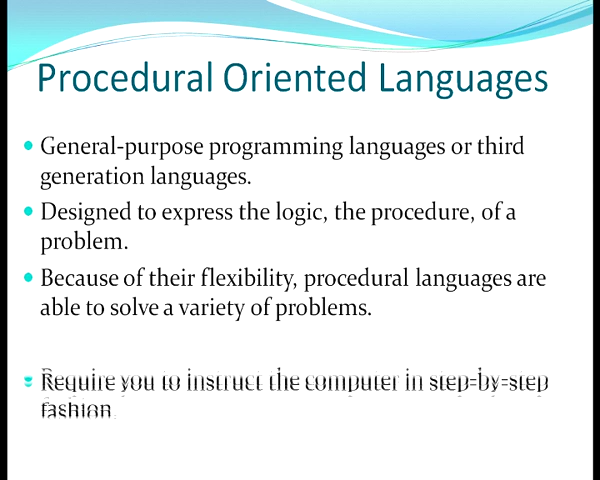 Procedural Oriented Languages
• General-purpose programming languages or third
generation languages.
• Designed to express the logic, the procedure, of a
problem.
• Because of their flexibility, procedural languages are
able to solve a variety of problems.
• Require you to instruct the computer in step-by-step
fashion.